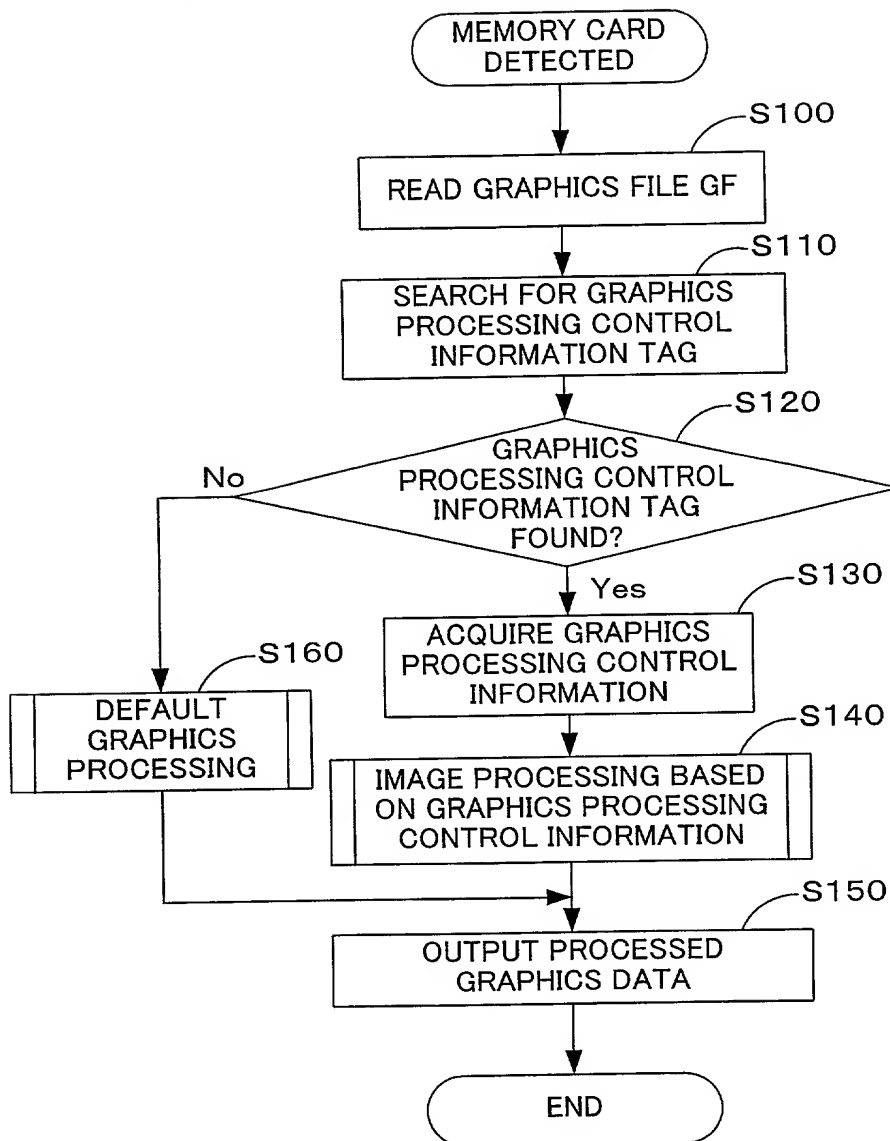 MEMORY CARD
DETECTED
S100
READ GRAPHICS FILE GF
S110
SEARCH FOR GRAPHICS
PROCESSING CONTROL
INFORMATION TAG
S120
GRAPHICS
PROCESSING CONTROL
INFORMATION TAG
FOUND?
No
Yes
S130
ACQUIRE GRAPHICS
PROCESSING CONTROL
INFORMATION
S160
DEFAULT
GRAPHICS
PROCESSING
S140
IMAGE PROCESSING BASED
ON GRAPHICS PROCESSING
CONTROL INFORMATION
S150
OUTPUT PROCESSED
GRAPHICS DATA
END